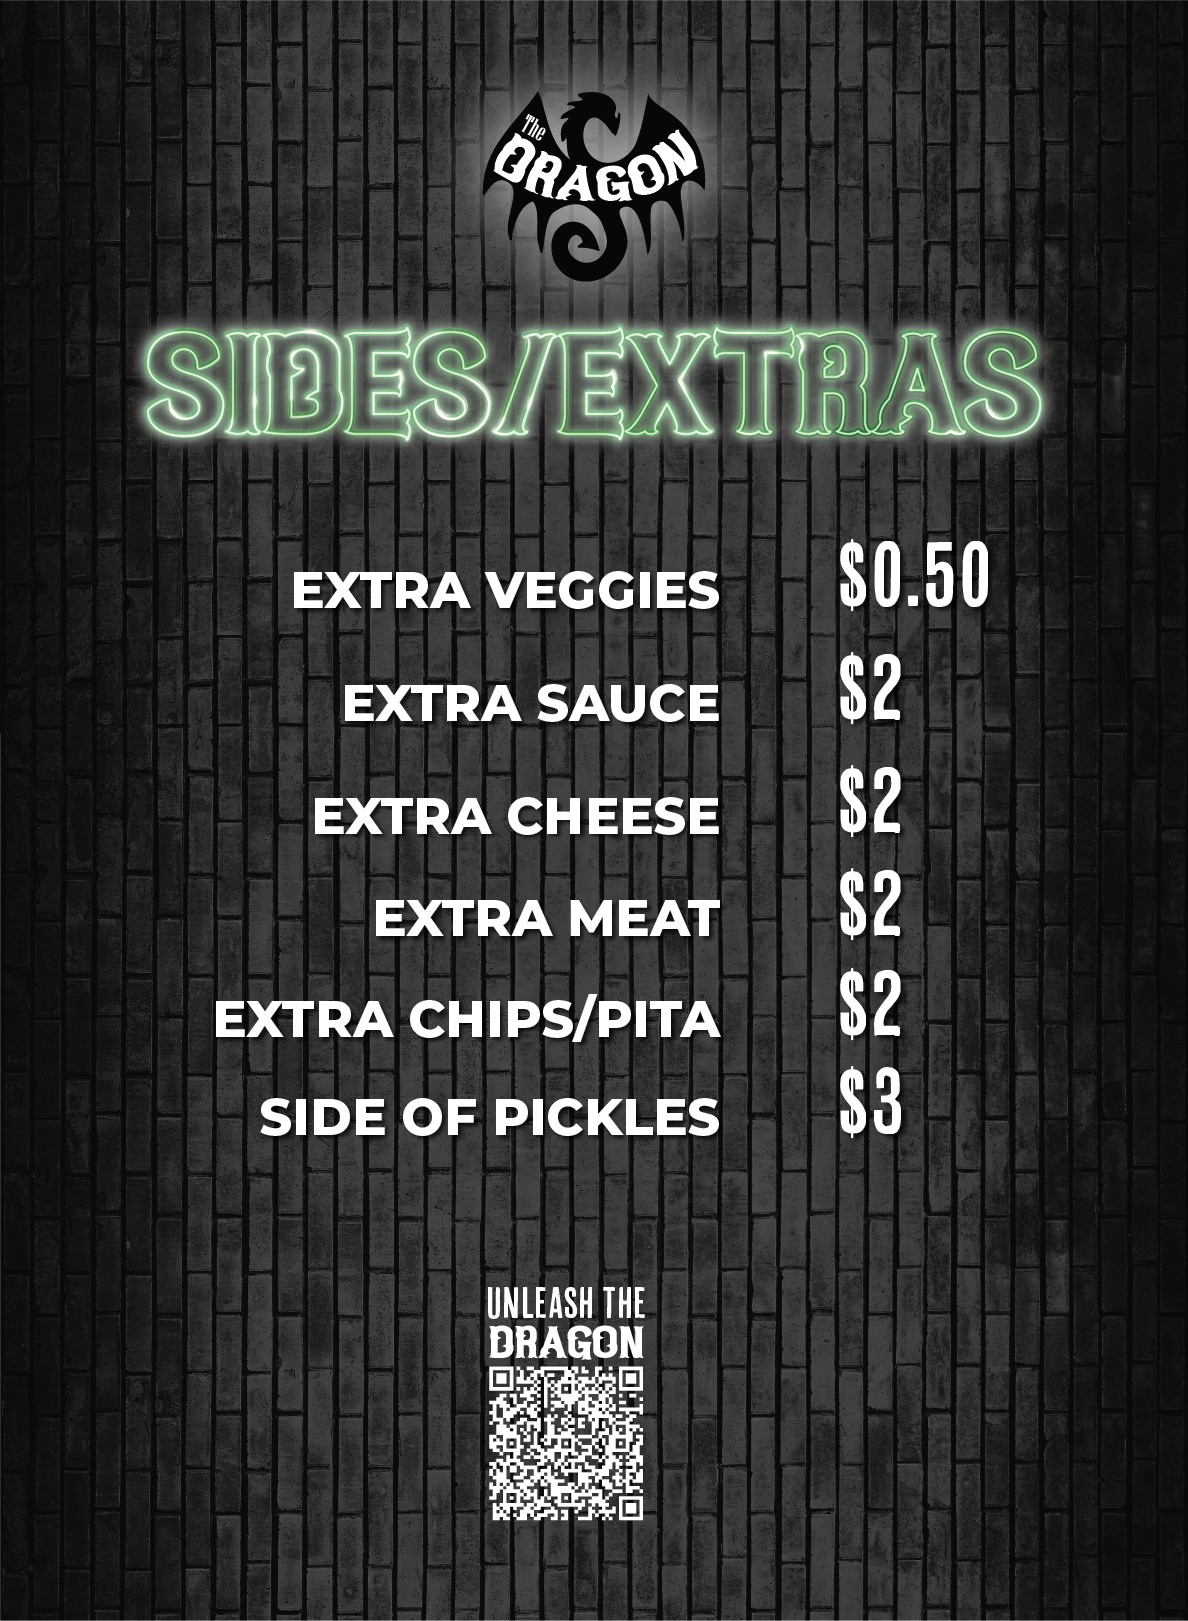 The
DRAGON
SIDES/EXTRAS
EXTRA VEGGIES $0.50
EXTRA SAUCE $2
EXTRA CHEESE $2
EXTRA MEAT $2
EXTRA CHIPS/PITA $2
SIDE OF PICKLES $3
UNLEASH THE
DRAGON